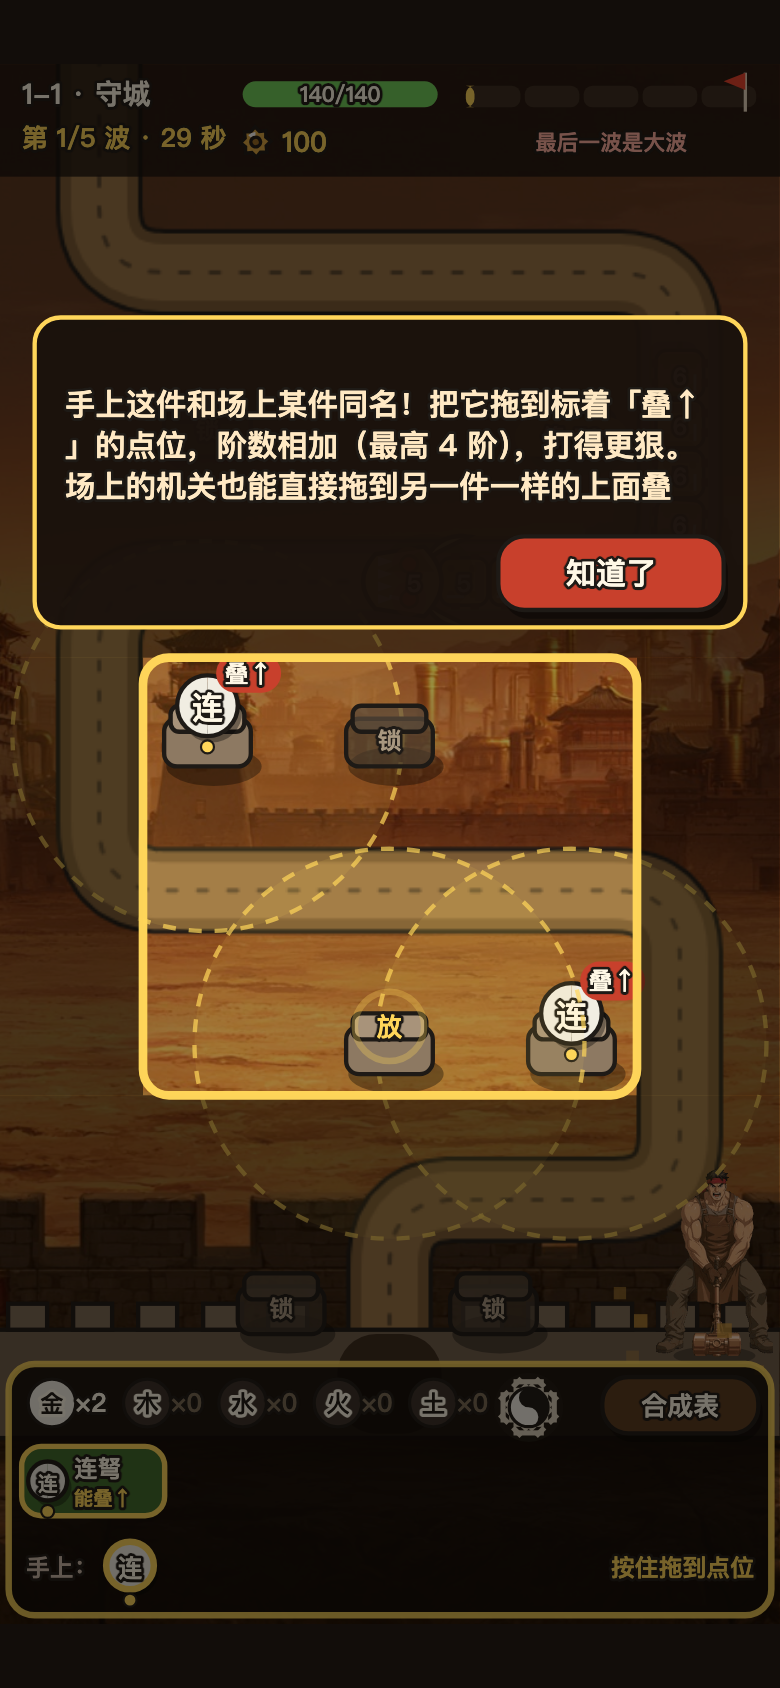 1–1 · 守城
140/140
第 1/5 波 · 29 秒
100
最后一波是大波
手上这件和场上某件同名！把它拖到标着「叠↑
」的点位，阶数相加（最高 4 阶），打得更狠。
场上的机关也能直接拖到另一件一样的上面叠
知道了
叠↑
连
锁
叠↑
放
连
锁
锁
金×2 木×0 水×0 火×0 土×0
合成表
连 连弩
能叠↑
手上： 连
按住拖到点位